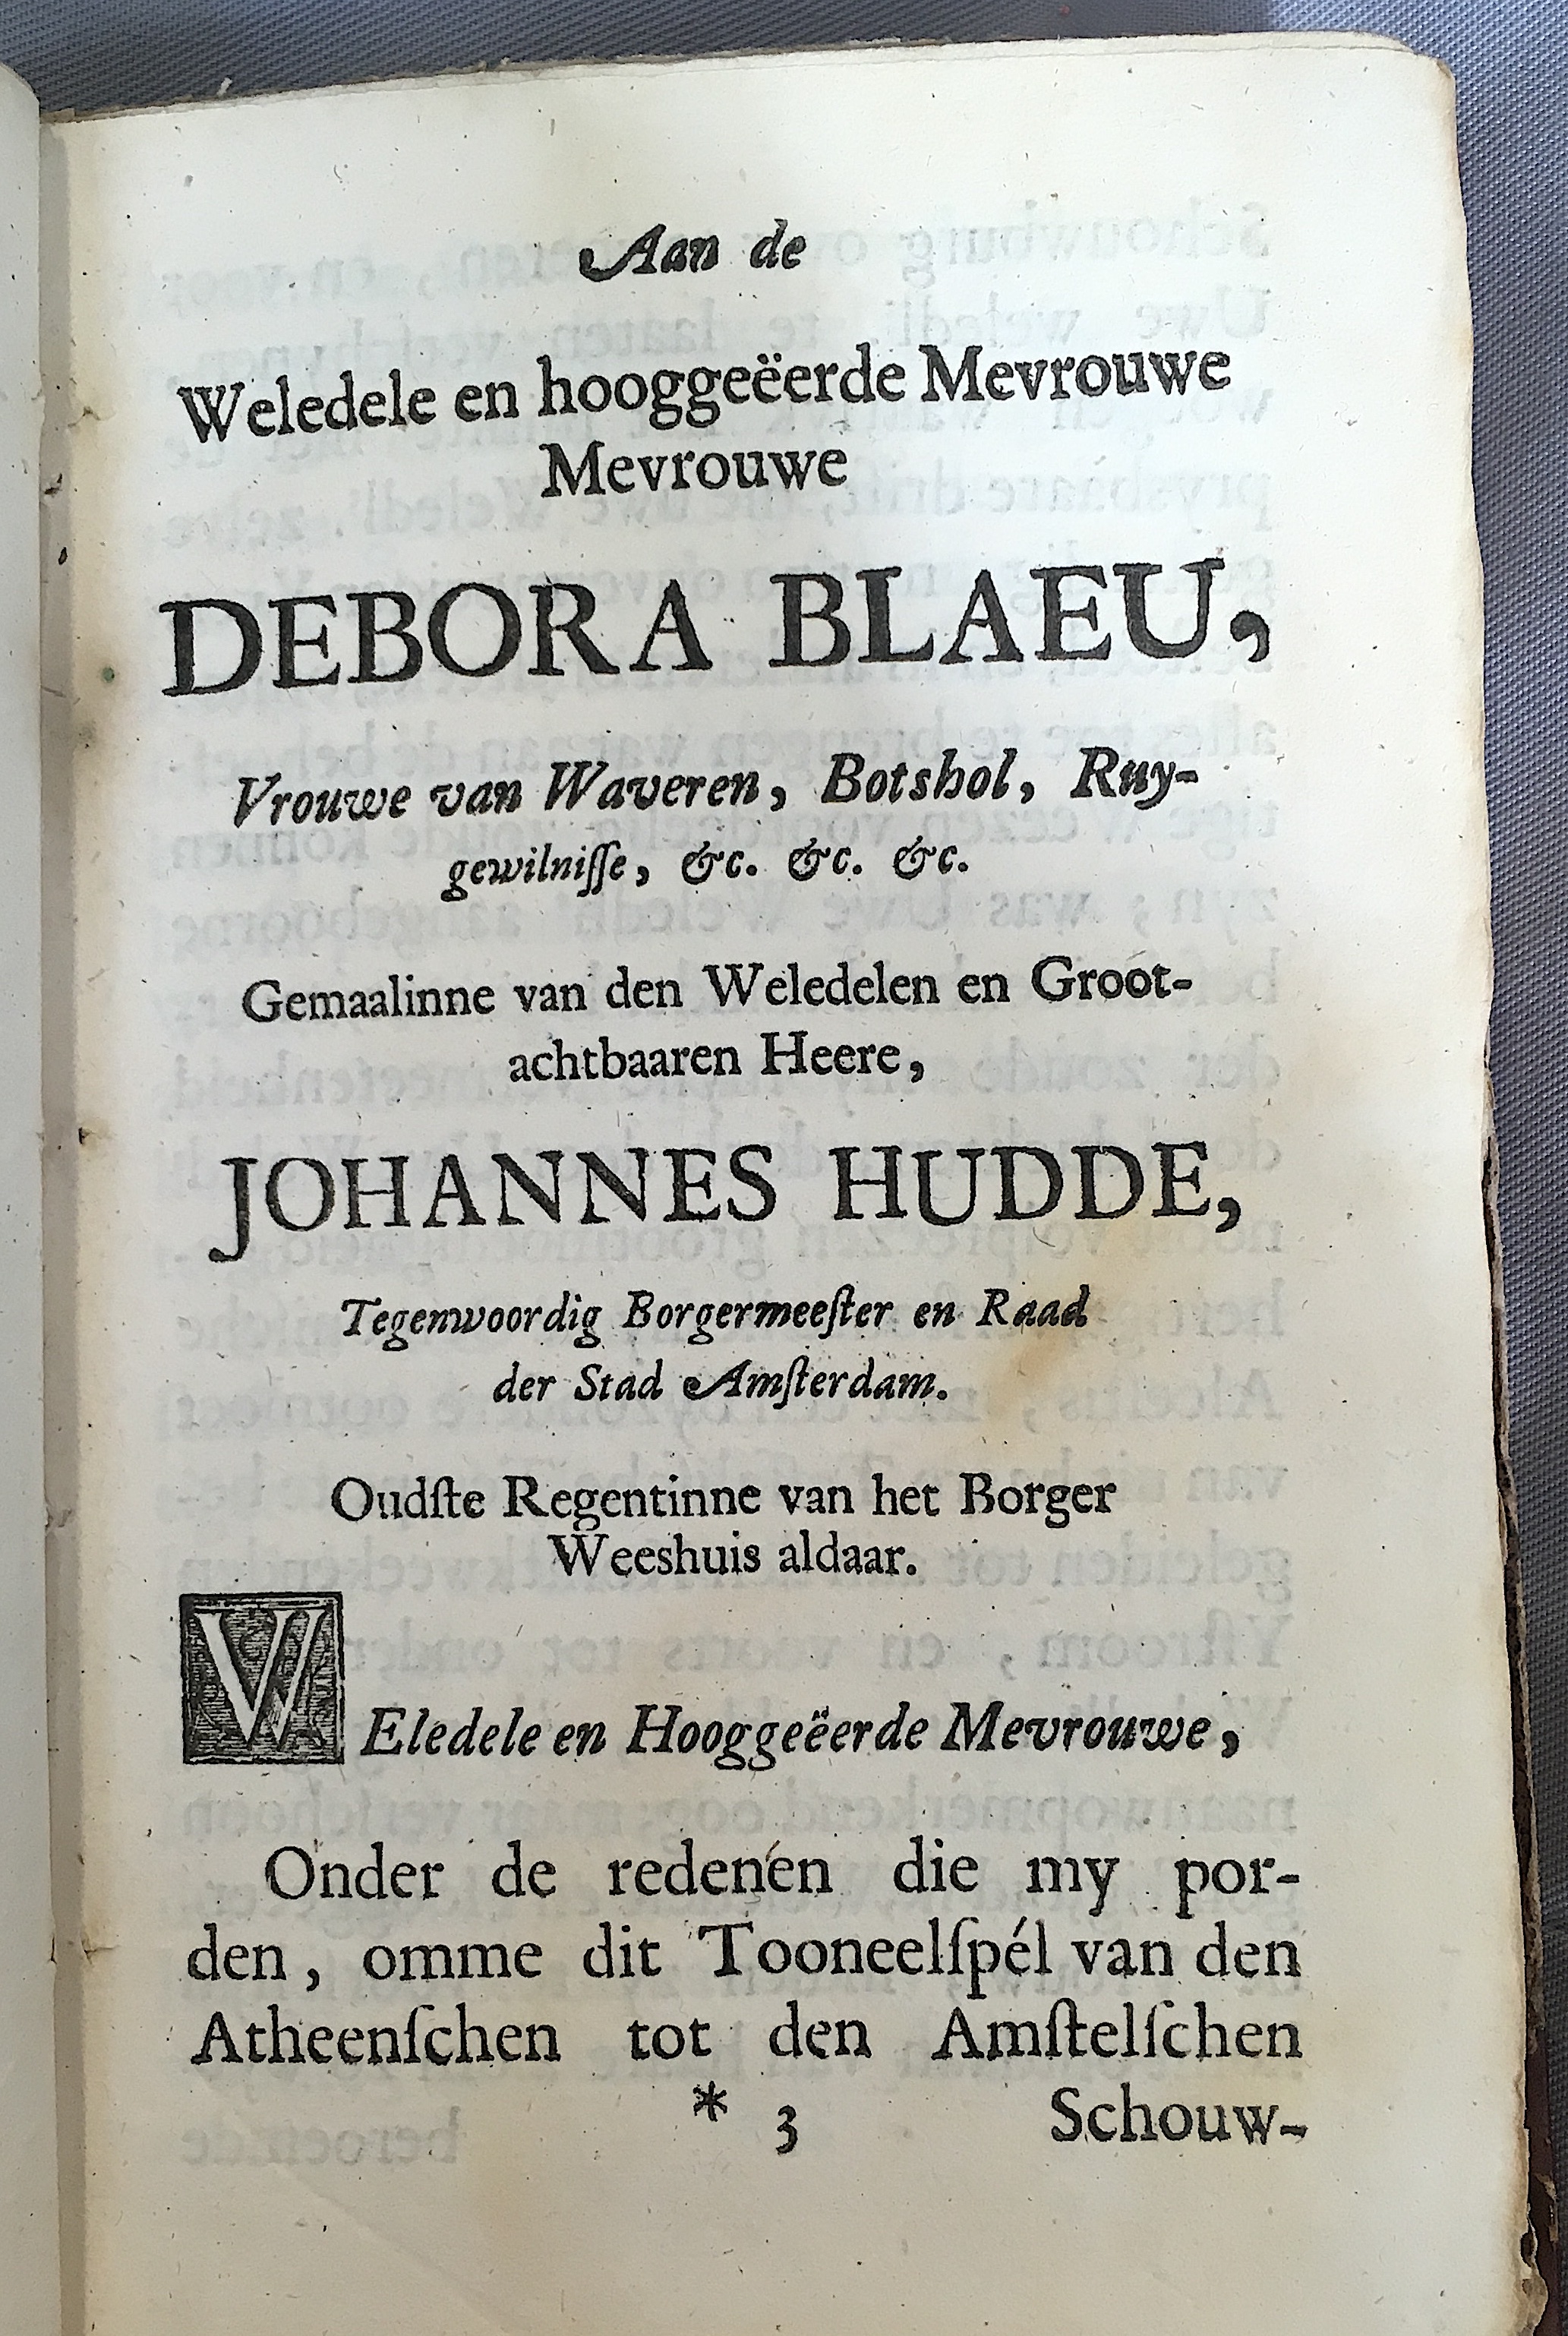 Aan de
Weledele en hooggeëerde Mevrouwe
Mevrouwe
DEBORA BLAEU,
Vrouwe van Waveren, Botshol, Ruy-
gewilniſſe, &c. &c. &c.
Gemaalinne van den Weledelen en Groot-
achtbaaren Heere,
JOHANNES HUDDE,
Tegenwoordig Borgermeeſter en Raad
der Stad Amſterdam.
Oudſte Regentinne van het Borger
Weeshuis aldaar.
WEledele en Hooggeëerde Mevrouwe,
Onder de redenen die my por-
den, omme dit Tooneelſpél van den
Atheenſchen tot den Amſtelſchen
* 3 Schouw-